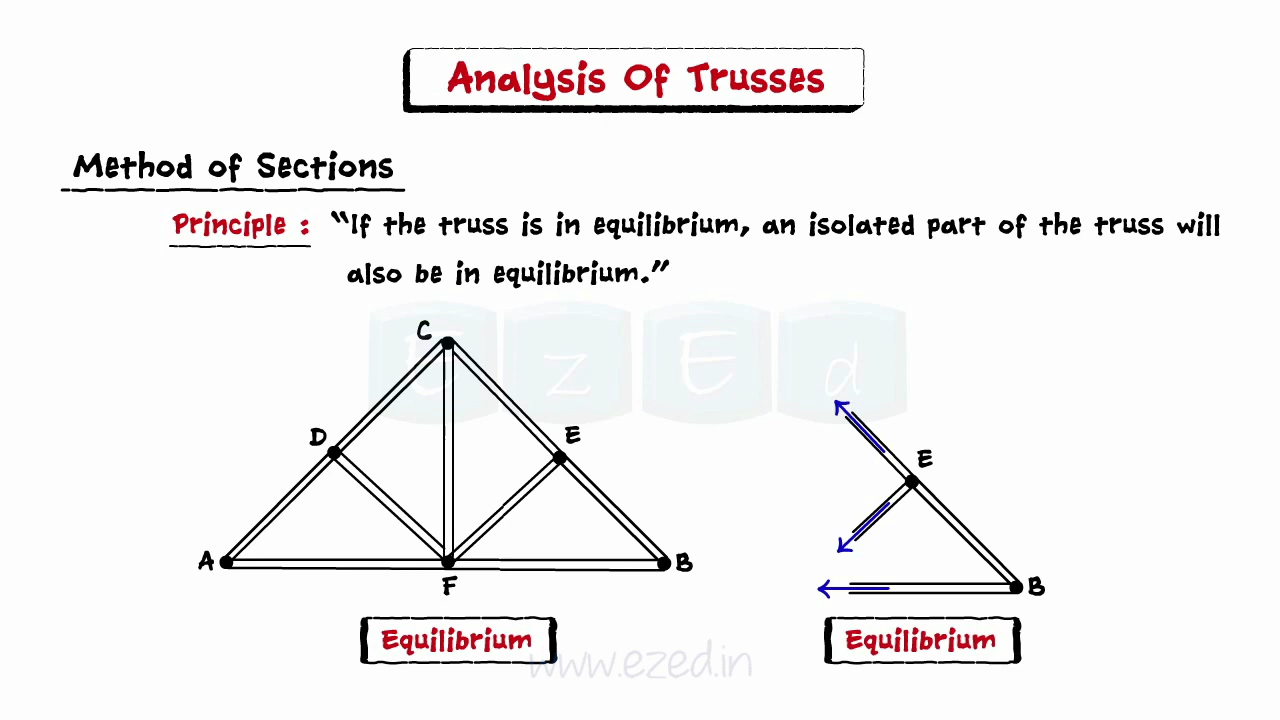 Analysis Of Trusses
Method of Sections
Principle : "If the truss is in equilibrium, an isolated part of the truss will
also be in equilibrium."
E z E d
C
D
E
E
A
B
F
B
Equilibrium
Equilibrium
www.ezed.in